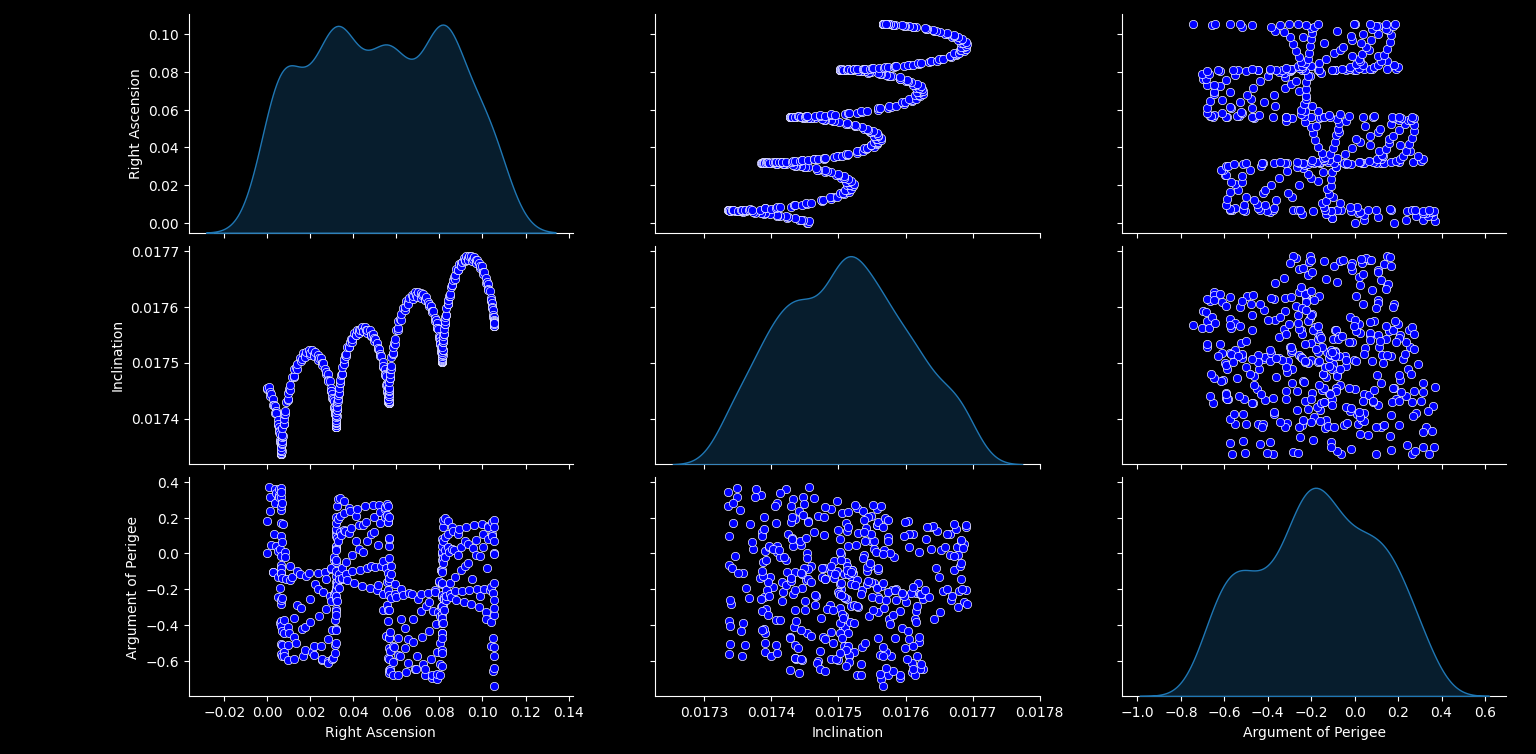 0.10
0.08
0.06
0.04
0.02
0.00
Right Ascension
0.0177
0.0176
0.0175
0.0174
Inclination
0.4
0.2
0.0
−0.2
−0.4
−0.6
Argument of Perigee
−0.02 0.00 0.02 0.04 0.06 0.08 0.10 0.12 0.14
Right Ascension
0.0173 0.0174 0.0175 0.0176 0.0177 0.0178
Inclination
−1.0 −0.8 −0.6 −0.4 −0.2 0.0 0.2 0.4 0.6
Argument of Perigee